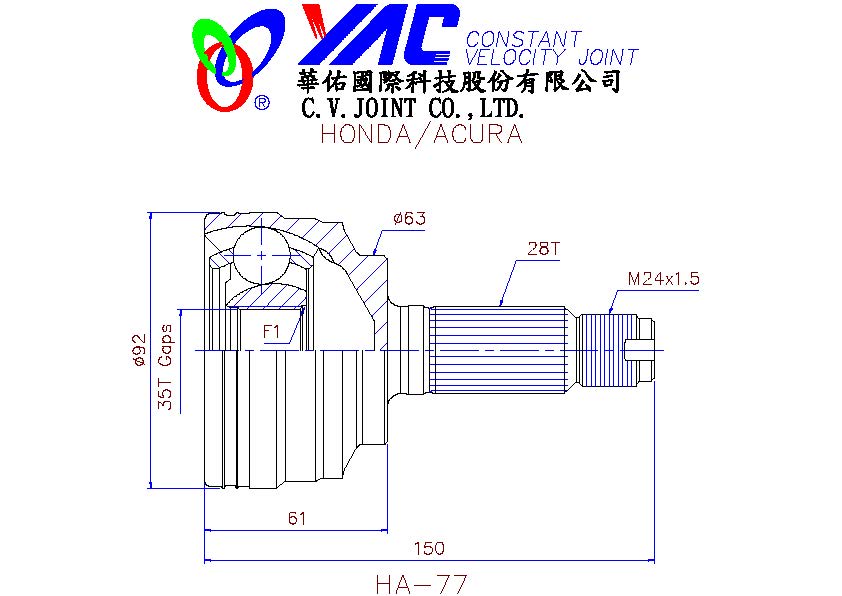 YAC CONSTANT
VELOCITY JOINT
®
華佑國際科技股份有限公司
C.V.JOINT CO.,LTD.
HONDA/ACURA
ø63
28T
M24x1.5
F1
ø92
35T Gaps
61
150
HA-77